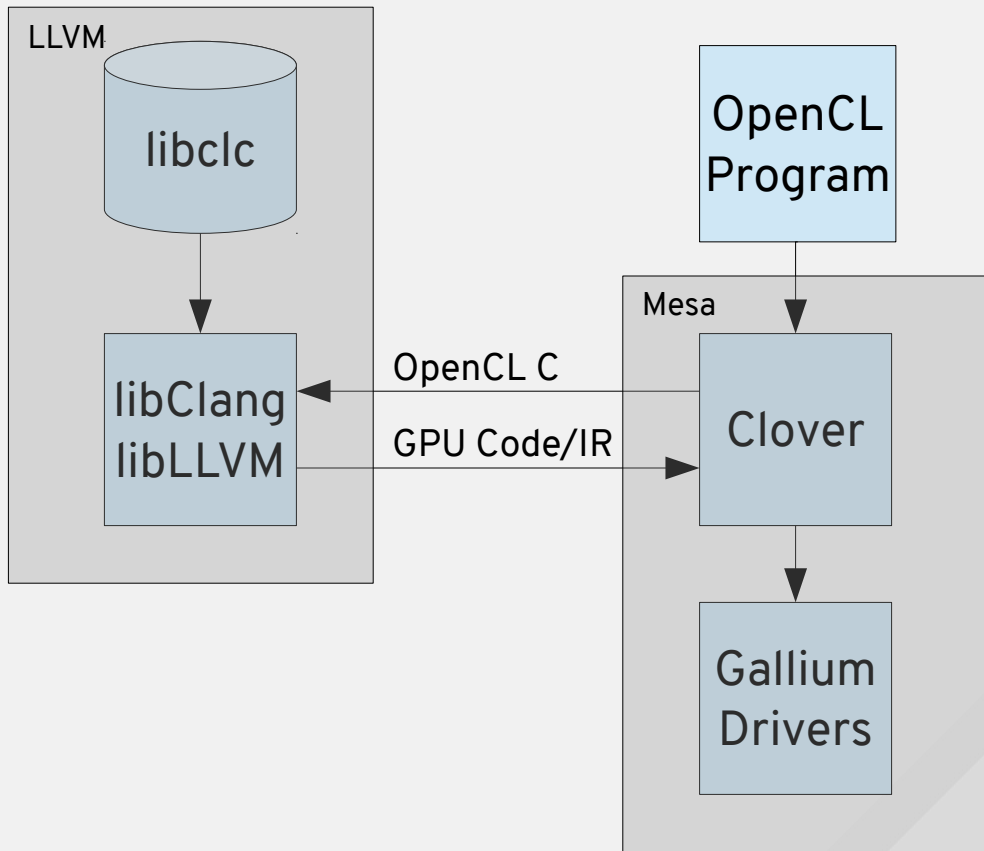 LLVM
libclc
OpenCL
Program
Mesa
OpenCL C
libClang
libLLVM
GPU Code/IR
Clover
Gallium
Drivers